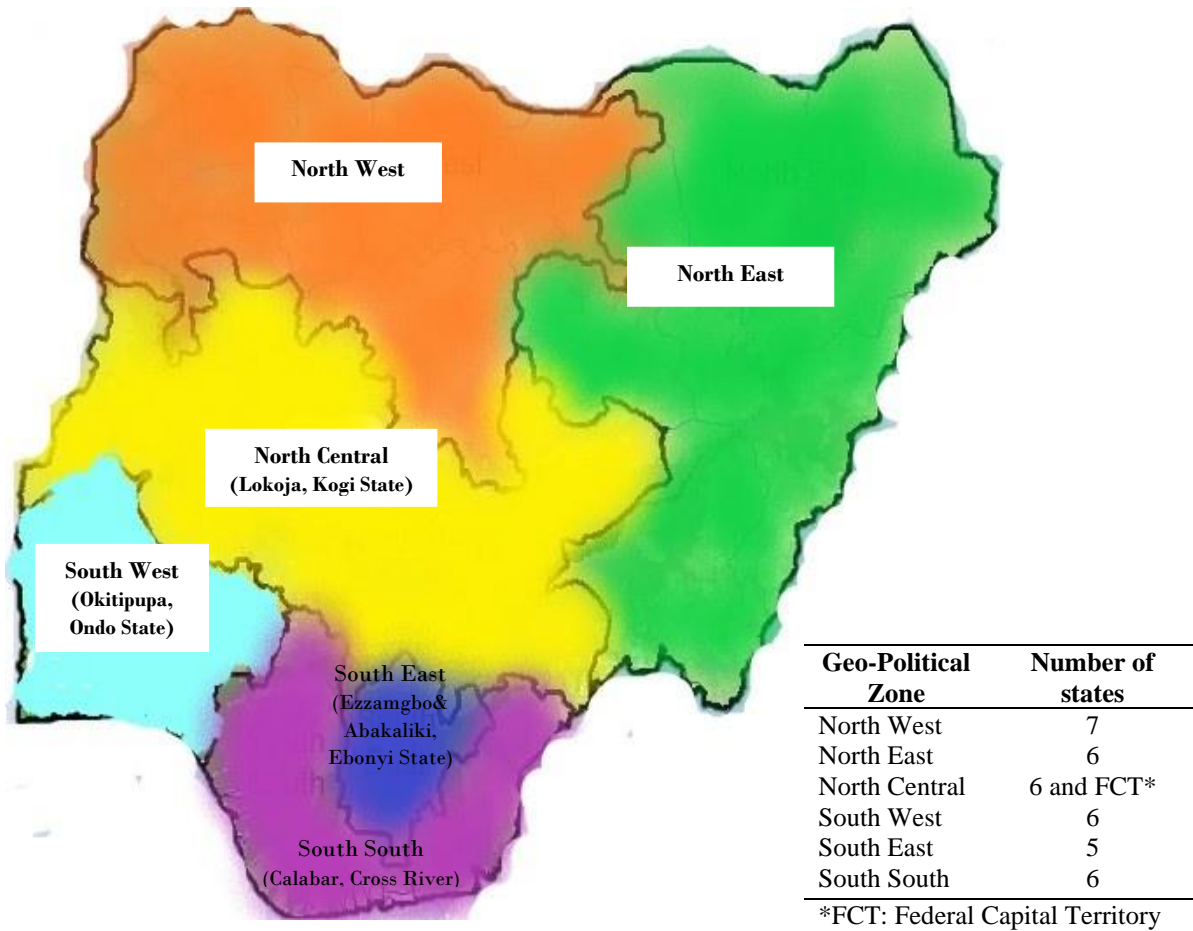 North West
North East
North Central
(Lokoja, Kogi State)
South West
(Okitipupa,
Ondo State)
South East
(Ezzamgbo&
Abakaliki,
Ebonyi State)
South South
(Calabar, Cross River)
Geo-Political Zone Number of states
North West 7
North East 6
North Central 6 and FCT*
South West 6
South East 5
South South 6
*FCT: Federal Capital Territory